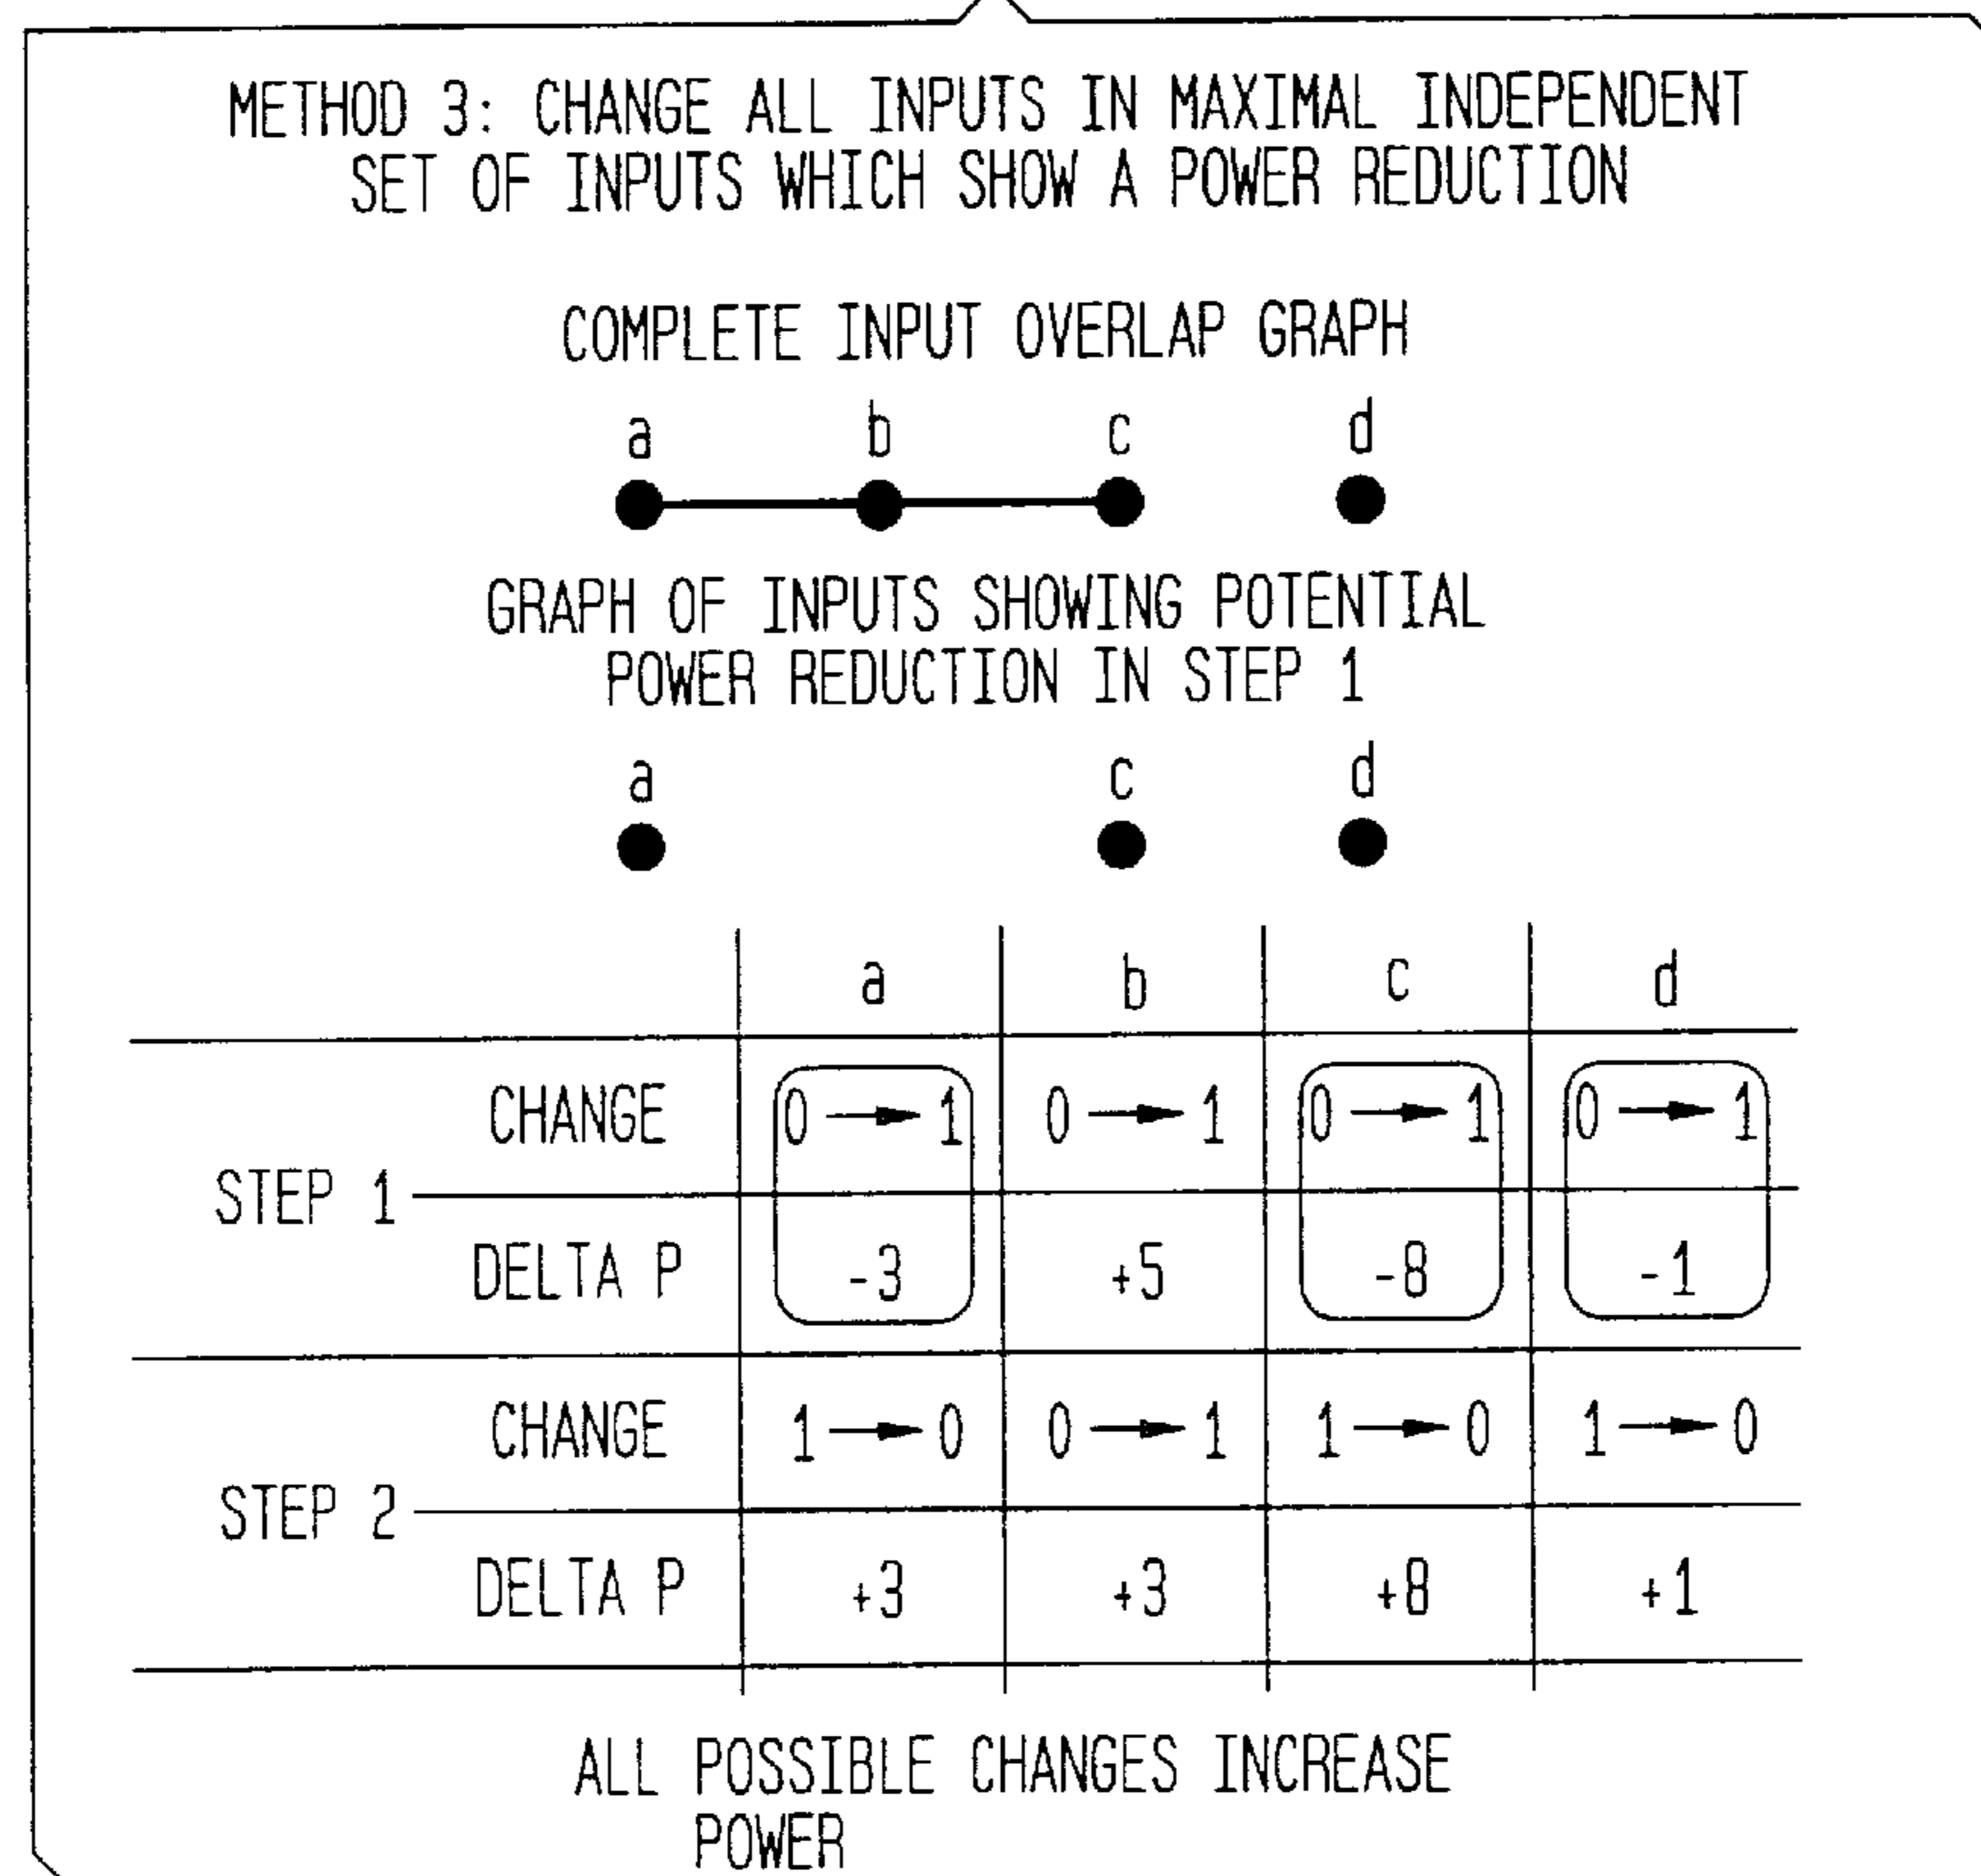 METHOD 3: CHANGE ALL INPUTS IN MAXIMAL INDEPENDENT
SET OF INPUTS WHICH SHOW A POWER REDUCTION
COMPLETE INPUT OVERLAP GRAPH
a b c d
GRAPH OF INPUTS SHOWING POTENTIAL
POWER REDUCTION IN STEP 1
a c d
a b c d
CHANGE 0 → 1 0 → 1 0 → 1 0 → 1
STEP 1
DELTA P -3 +5 -8 -1
CHANGE 1 → 0 0 → 1 1 → 0 1 → 0
STEP 2
DELTA P +3 +3 +8 +1
ALL POSSIBLE CHANGES INCREASE
POWER